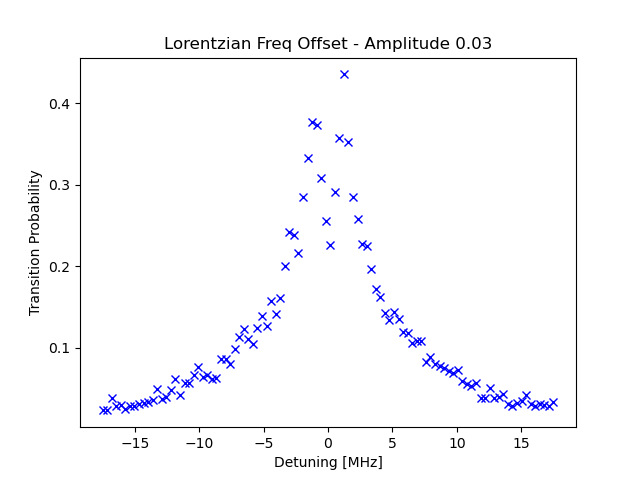 Lorentzian Freq Offset - Amplitude 0.03
Transition Probability
0.4
0.3
0.2
0.1
−15 −10 −5 0 5 10 15
Detuning [MHz]